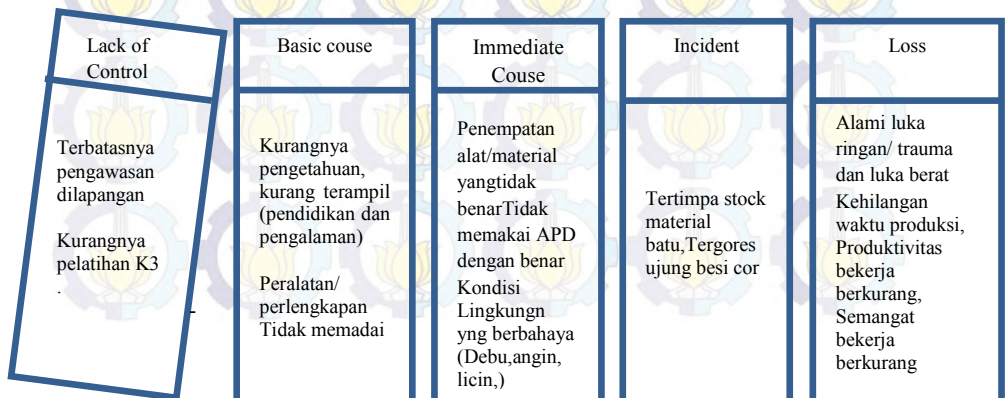 Lack of
Control
Terbatasnya
pengawasan
dilapangan
Kurangnya
pelatihan K3
.
-
Basic couse
Kurangnya
pengetahuan,
kurang terampil
(pendidikan dan
pengalaman)
Peralatan/
perlengkapan
Tidak memadai
Immediate
Couse
Penempatan
alat/material
yangtidak
benarTidak
memakai APD
dengan benar
Kondisi
Lingkungn
yng berbahaya
(Debu,angin,
licin,)
Incident
Tertimpa stock
material
batu,Tergores
ujung besi cor
Loss
Alami luka
ringan/ trauma
dan luka berat
Kehilangan
waktu produksi,
Produktivitas
bekerja
berkurang,
Semangat
bekerja
berkurang